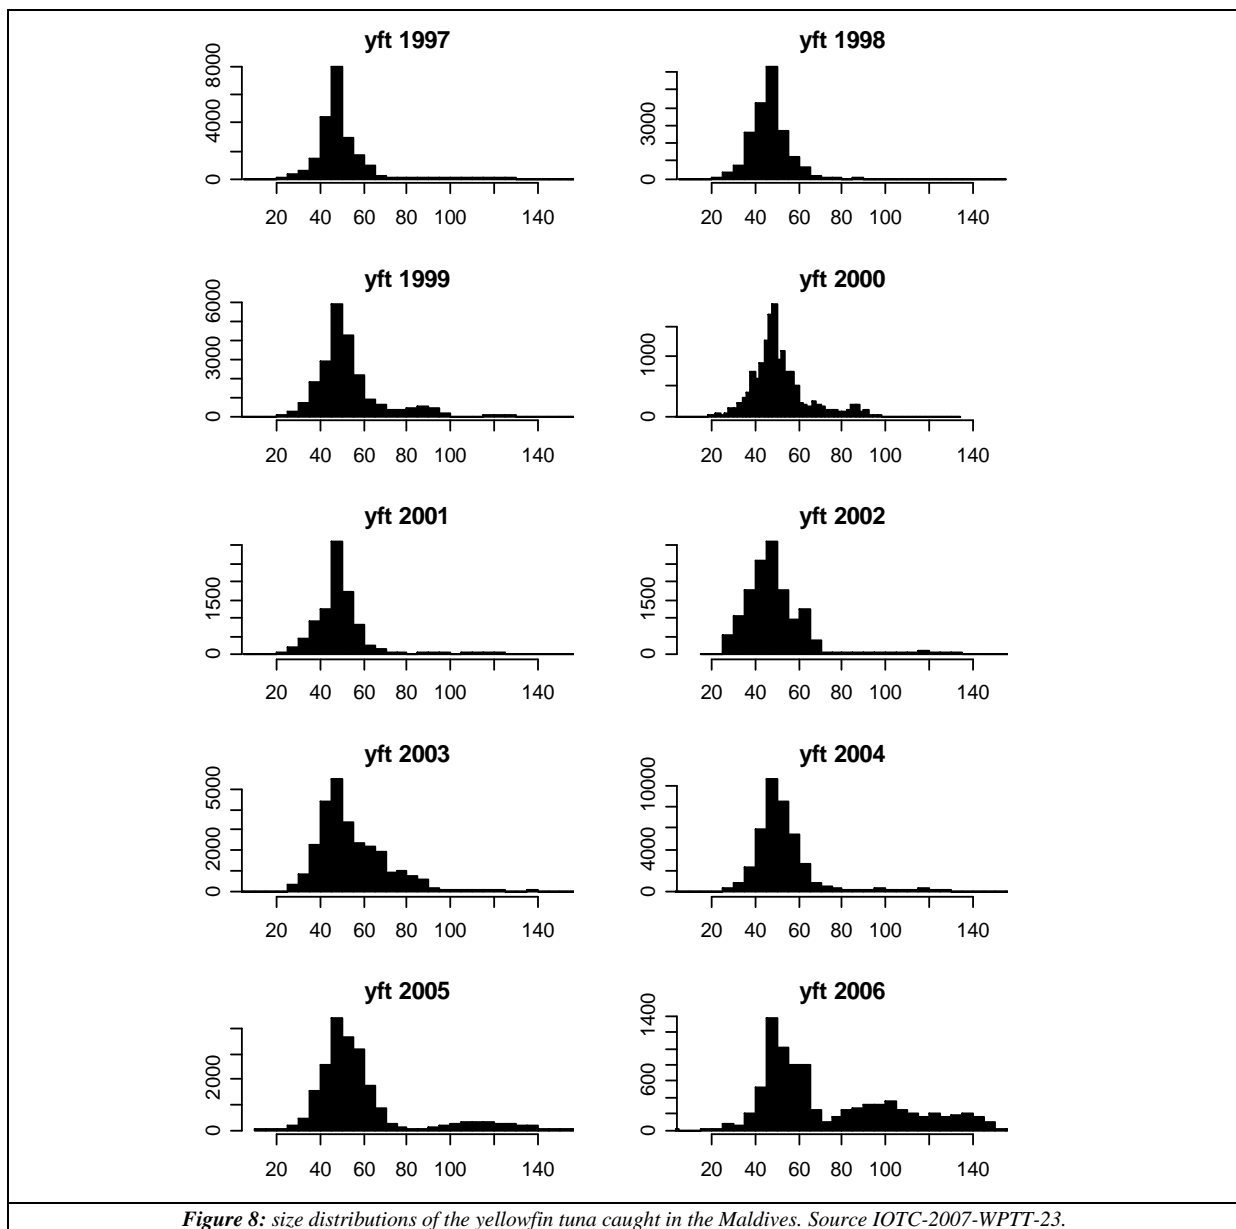 yft 1997
yft 1998
8000
4000
0
3000
0
20 40 60 80 100 140
20 40 60 80 100 140
yft 1999
yft 2000
6000
3000
0
1000
0
20 40 60 80 100 140
20 40 60 80 100 140
yft 2001
yft 2002
1500
0
1500
0
20 40 60 80 100 140
20 40 60 80 100 140
yft 2003
yft 2004
5000
2000
0
10000
4000
0
20 40 60 80 100 140
20 40 60 80 100 140
yft 2005
yft 2006
2000
0
1400
600
0
20 40 60 80 100 140
20 40 60 80 100 140
Figure 8: size distributions of the yellowfin tuna caught in the Maldives. Source IOTC-2007-WPTT-23.